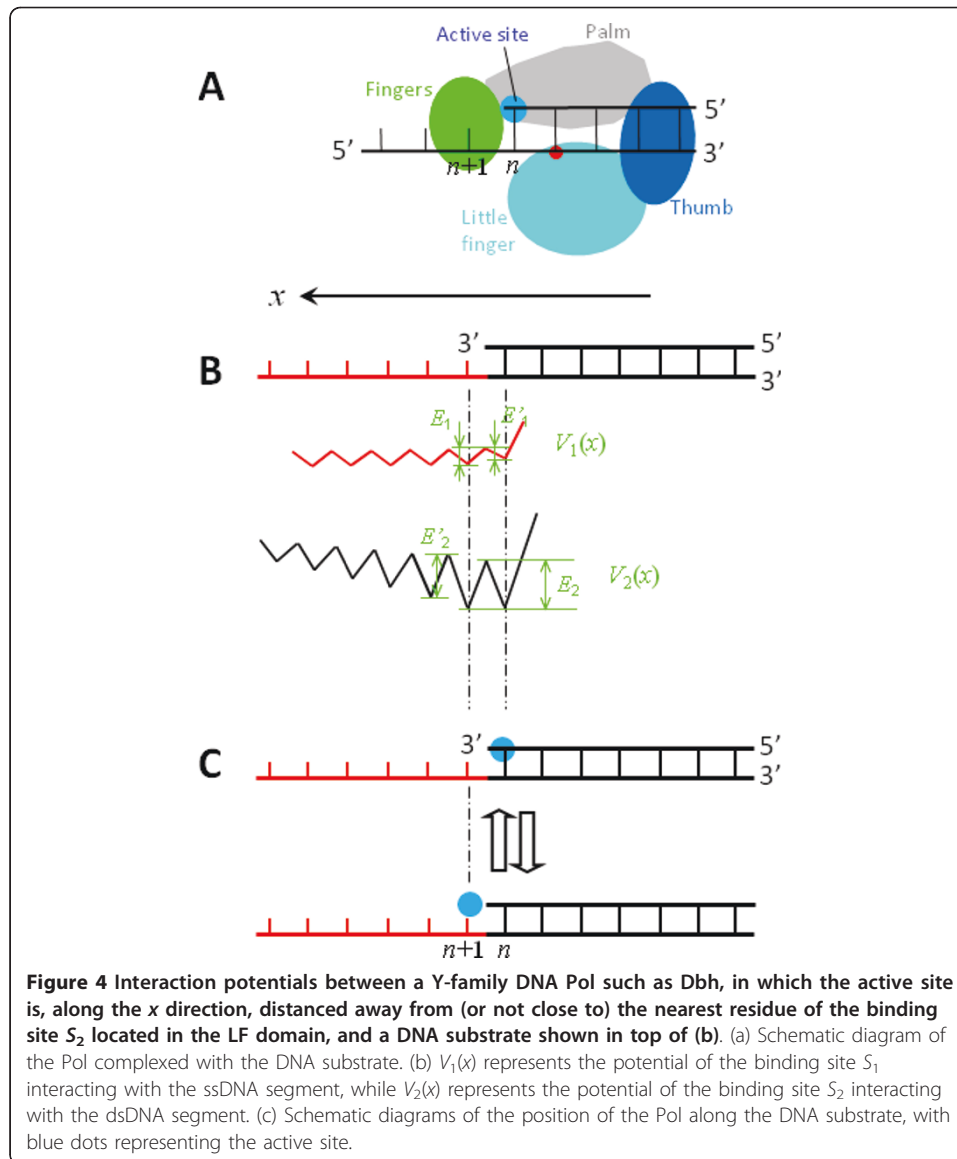 Active site
Palm
A
Fingers
5′
5′
3′
n+1
n
Little
finger
Thumb
x
3′
5′
B
3′
E1
E′1
V1(x)
E′2
E2
V2(x)
3′
5′
C
3′
n+1
n
Figure 4 Interaction potentials between a Y-family DNA Pol such as Dbh, in which the active site
is, along the x direction, distanced away from (or not close to) the nearest residue of the binding
site S2 located in the LF domain, and a DNA substrate shown in top of (b). (a) Schematic diagram of
the Pol complexed with the DNA substrate. (b) V1(x) represents the potential of the binding site S1
interacting with the ssDNA segment, while V2(x) represents the potential of the binding site S2 interacting
with the dsDNA segment. (c) Schematic diagrams of the position of the Pol along the DNA substrate, with
blue dots representing the active site.